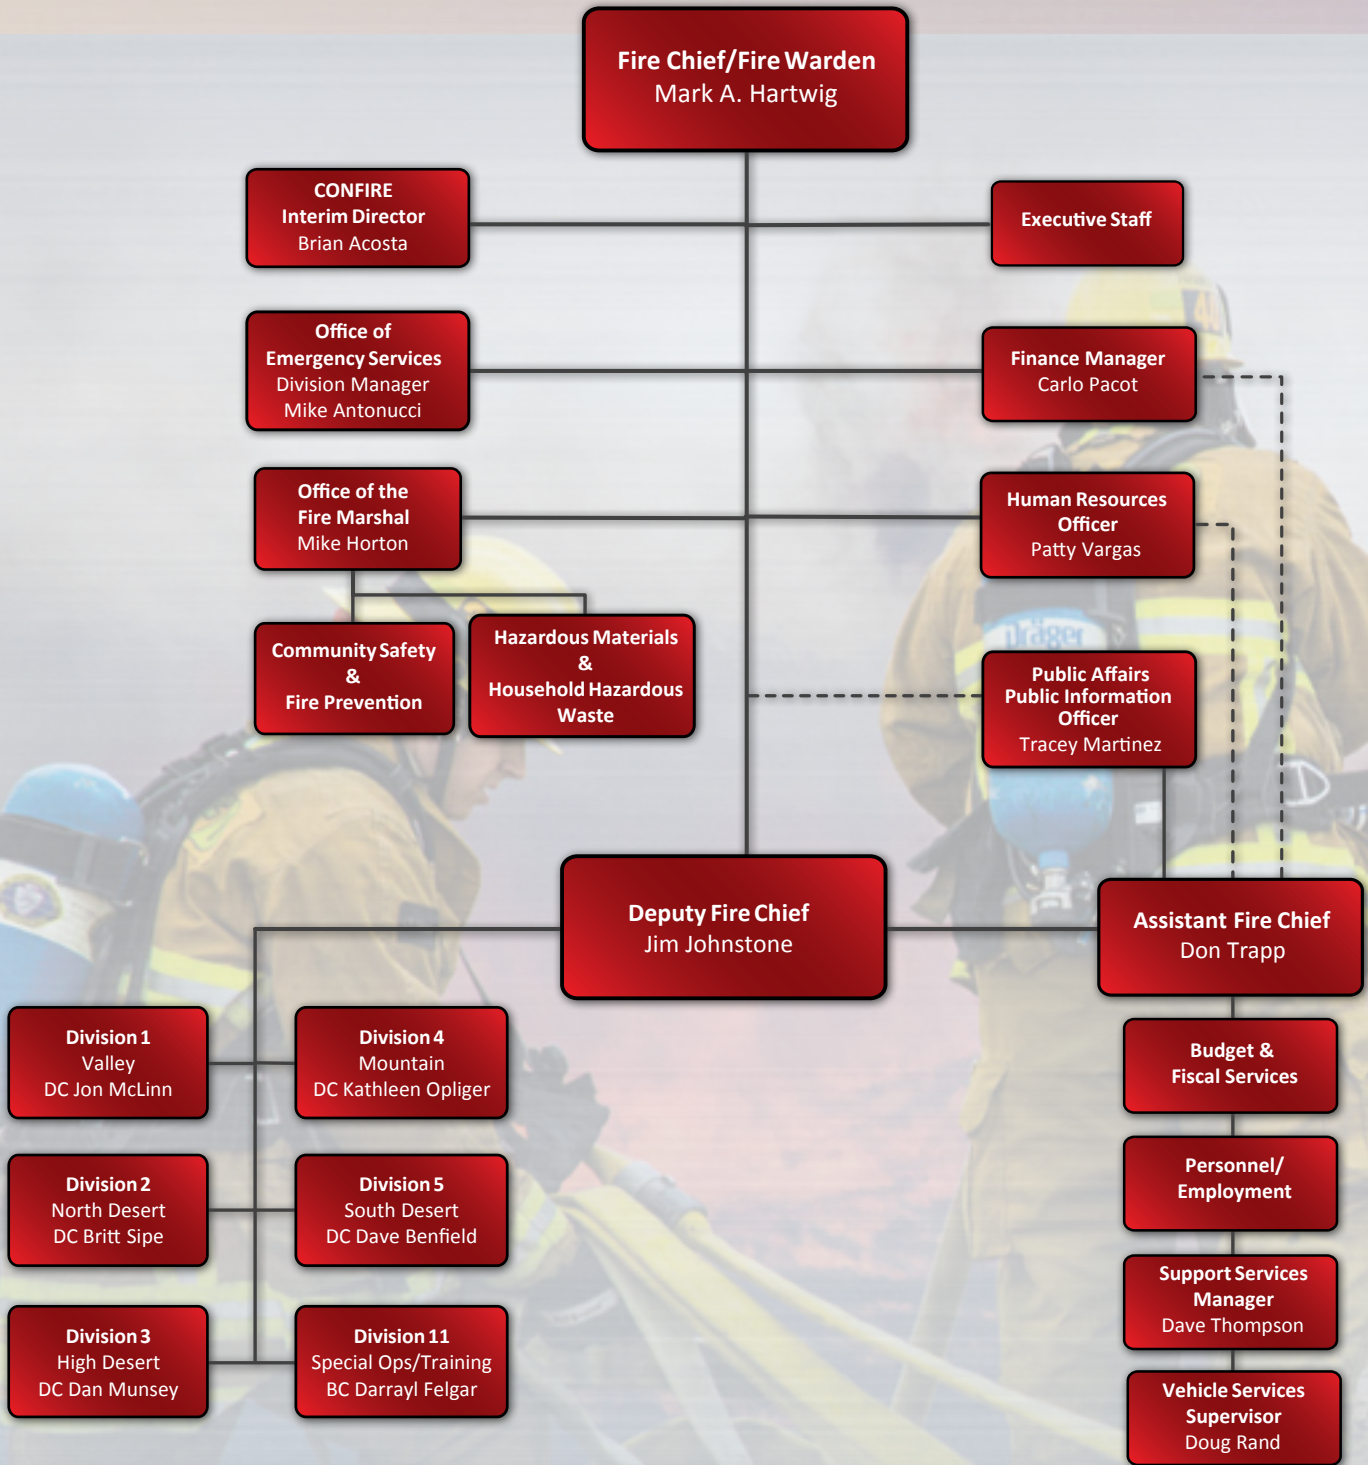 Fire Chief/Fire Warden
Mark A. Hartwig
CONFIRE
Interim Director
Brian Acosta
Executive Staff
Office of
Emergency Services
Division Manager
Mike Antonucci
Finance Manager
Carlo Pacot
Office of the
Fire Marshal
Mike Horton
Human Resources
Officer
Patty Vargas
Community Safety
&
Fire Prevention
Hazardous Materials
&
Household Hazardous
Waste
Dräger
Public Affairs
Public Information
Officer
Tracey Martinez
Deputy Fire Chief
Jim Johnstone
Assistant Fire Chief
Don Trapp
Division 1
Valley
DC Jon McLinn
Division 4
Mountain
DC Kathleen Opliger
Budget &
Fiscal Services
Division 2
North Desert
DC Britt Sipe
Division 5
South Desert
DC Dave Benfield
Personnel/
Employment
Support Services
Manager
Dave Thompson
Division 3
High Desert
DC Dan Munsey
Division 11
Special Ops/Training
BC Darrayl Felgar
Vehicle Services
Supervisor
Doug Rand